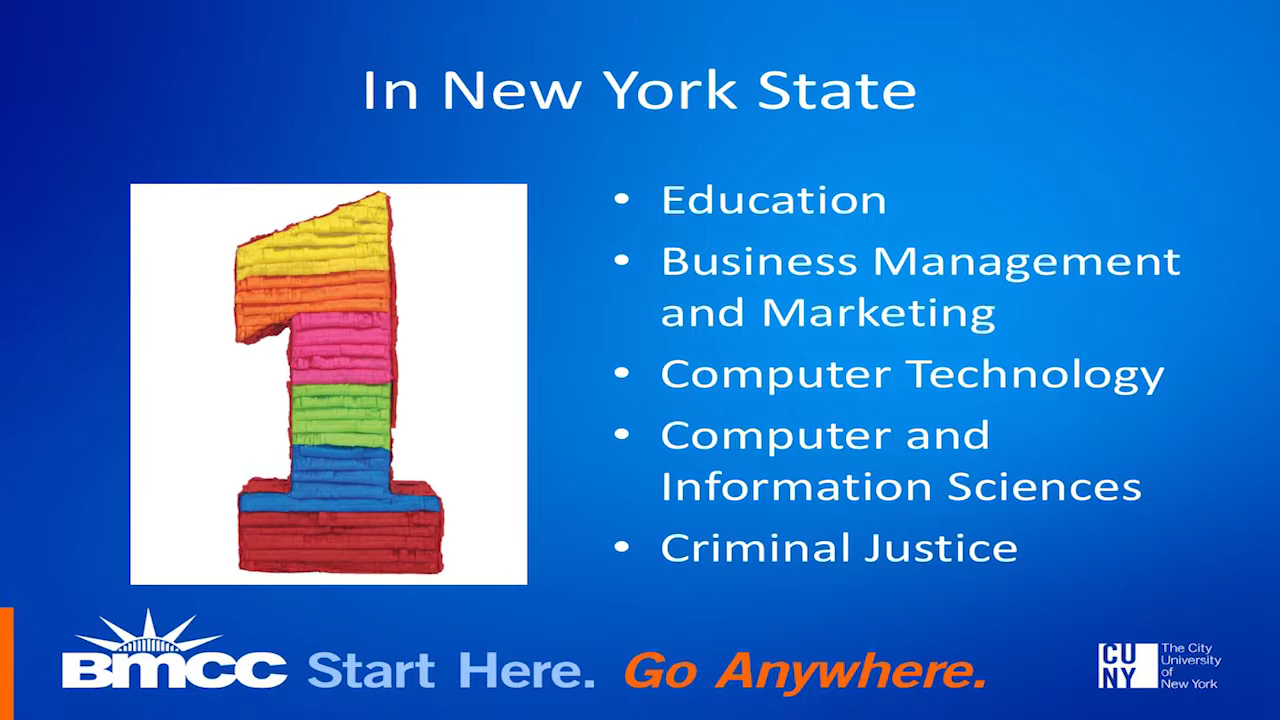 In New York State
1
• Education
• Business Management
and Marketing
• Computer Technology
• Computer and
Information Sciences
• Criminal Justice
BMCC Start Here. Go Anywhere.
CU
NY
The City
University
of
New York